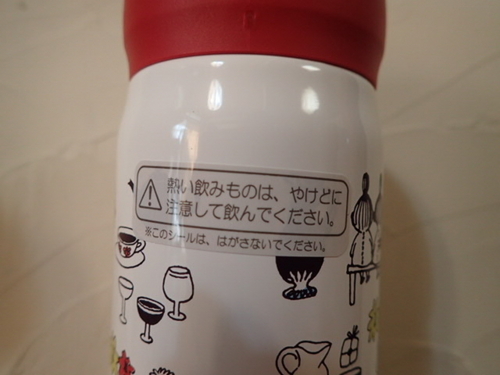 熱い飲みものは、やけどに
注意して飲んでください。
※このシールは、はがさないでください。